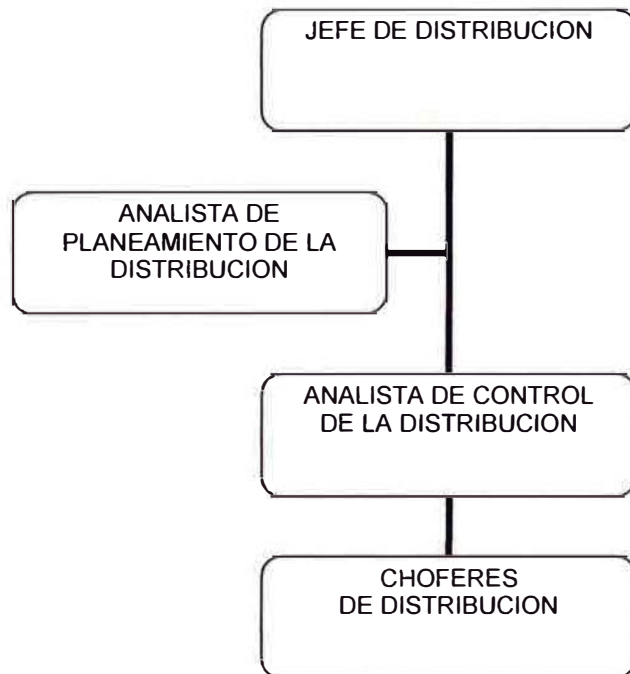 JEFE DE DISTRIBUCION
ANALISTA DE
PLANEAMIENTO DE LA
DISTRIBUCION
ANALISTA DE CONTROL
DE LA DISTRIBUCION
CHOFERES
DE DISTRIBUCION